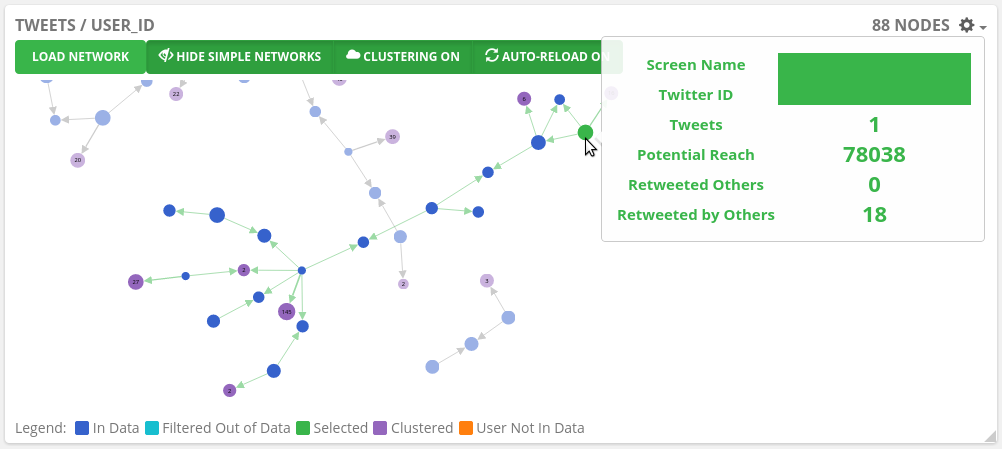 TWEETS / USER_ID
88 NODES
LOAD NETWORK
HIDE SIMPLE NETWORKS
CLUSTERING ON
AUTO-RELOAD ON
Screen Name
Twitter ID
Tweets 1
Potential Reach 78038
Retweeted Others 0
Retweeted by Others 18
22
6
39
20
2
27
2
3
145
2
Legend: In Data Filtered Out of Data Selected Clustered User Not In Data